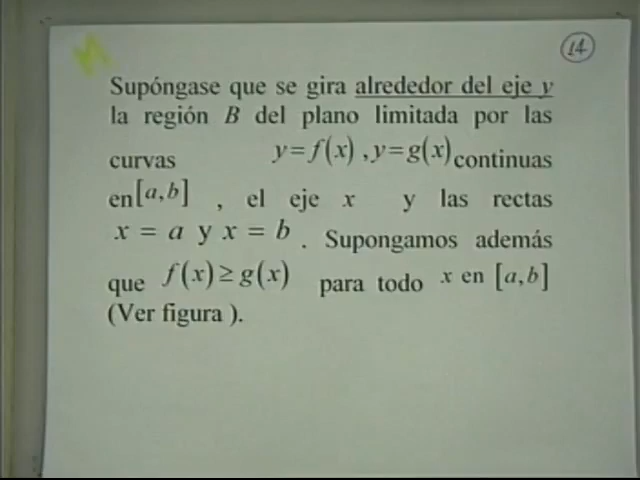 14
Supóngase que se gira alrededor del eje y
la región B del plano limitada por las
curvas y=f(x) ,y=g(x) continuas
en [a,b] , el eje x y las rectas
x = a y x = b . Supongamos además
que f(x)≥g(x) para todo x en [a,b]
(Ver figura ).